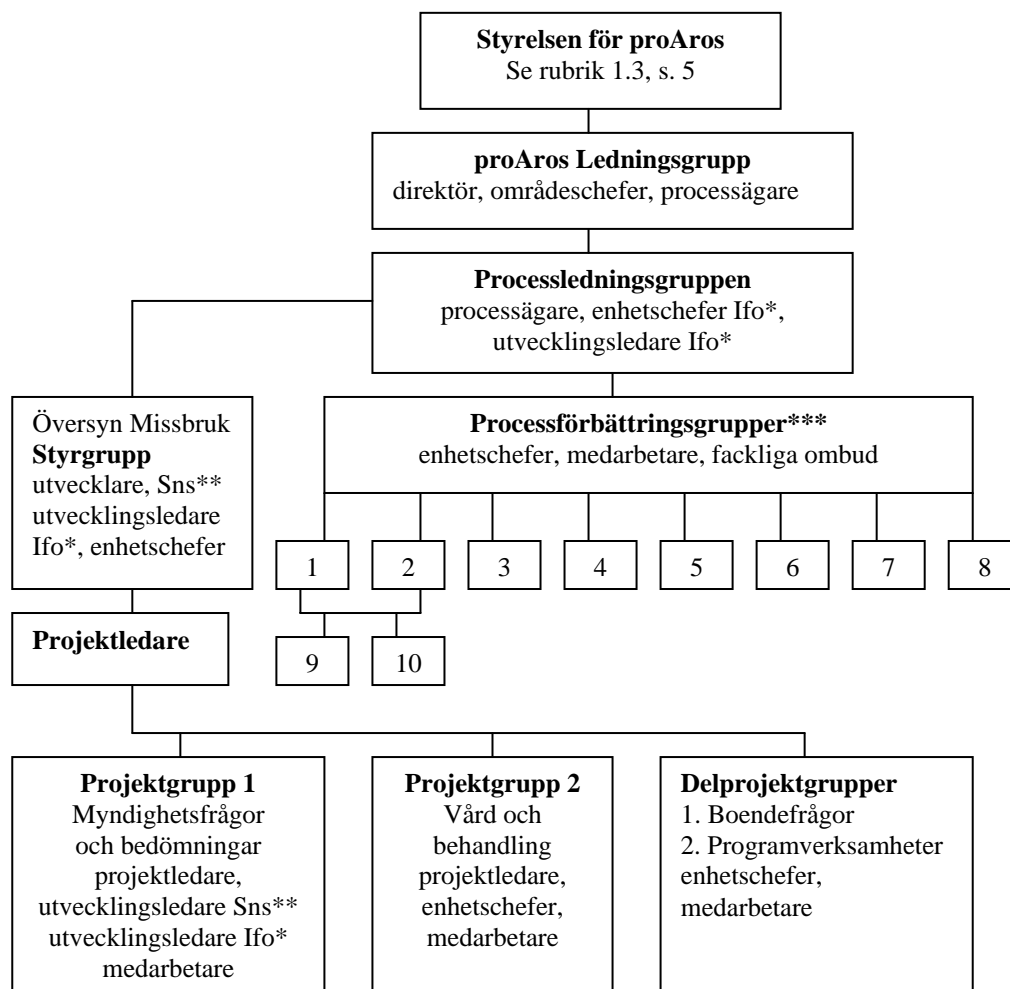 Styrelsen för proAros
Se rubrik 1.3, s. 5
proAros Ledningsgrupp
direktör, områdeschefer, processägare
Processledningsgruppen
processägare, enhetschefer Ifo*,
utvecklingsledare Ifo*
Översyn Missbruk
Styrgrupp
utvecklare, Sns**
utvecklingsledare
Ifo*, enhetschefer
Processförbättringsgrupper***
enhetschefer, medarbetare, fackliga ombud
1
2
3
4
5
6
7
8
9
10
Projektledare
Projektgrupp 1
Myndighetsfrågor
och bedömningar
projektledare,
utvecklingsledare Sns**
utvecklingsledare Ifo*
medarbetare
Projektgrupp 2
Vård och
behandling
projektledare,
enhetschefer,
medarbetare
Delprojektgrupper
1. Boendefrågor
2. Programverksamheter
enhetschefer,
medarbetare